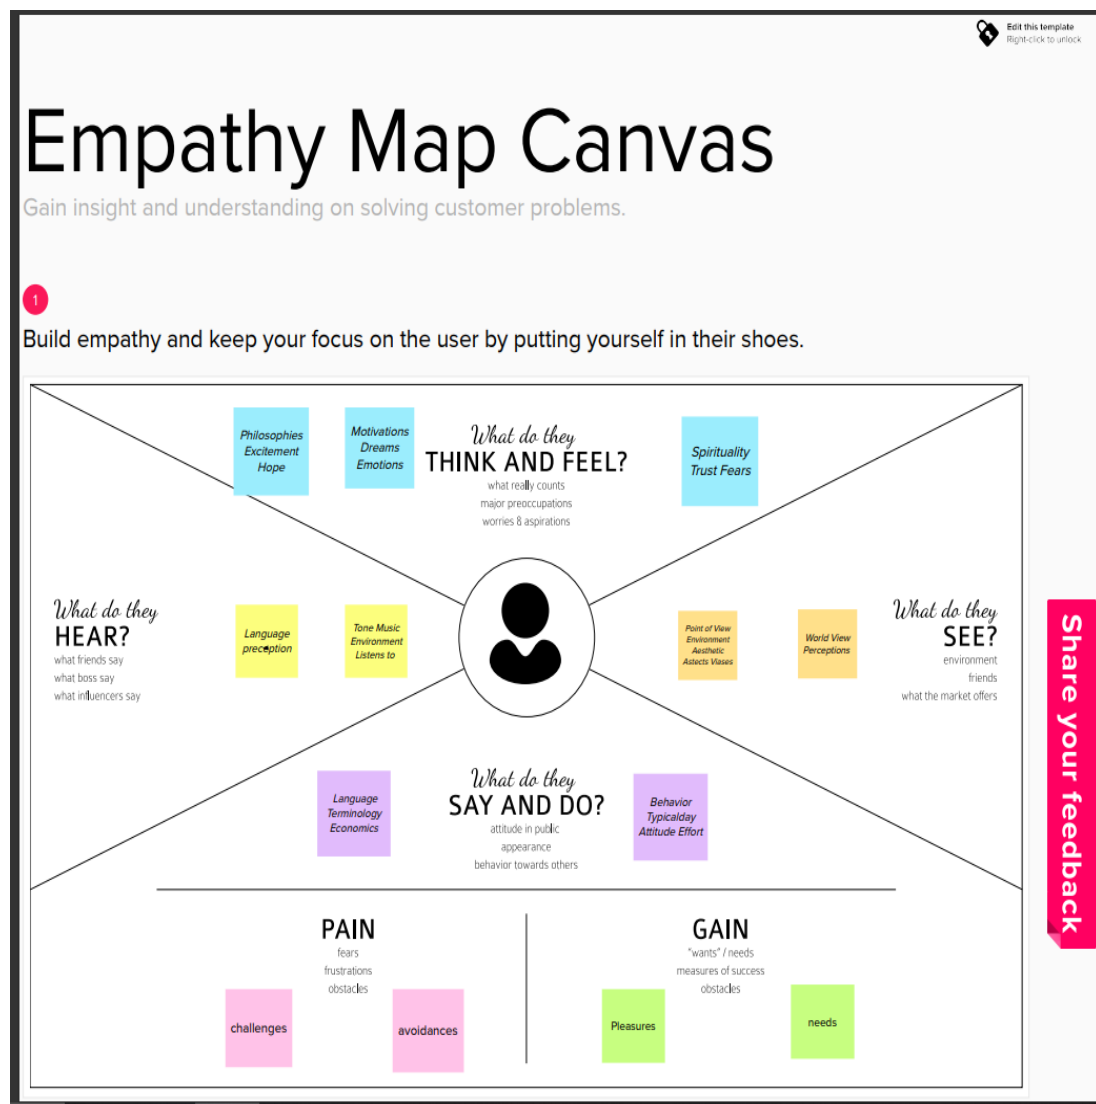 Edit this template
Right-click to unlock
Empathy Map Canvas
Gain insight and understanding on solving customer problems.
1
Build empathy and keep your focus on the user by putting yourself in their shoes.
Philosophies
Excitement
Hope
Motivations
Dreams
Emotions
What do they
THINK AND FEEL?
what really counts
major preoccupations
worries & aspirations
Spirituality
Trust Fears
What do they
HEAR?
what friends say
what boss say
what influencers say
Language
preception
Tone Music
Environment
Listens to
Point of View
Environment
Aesthetic
Astects Viases
World View
Perceptions
What do they
SEE?
environment
friends
what the market offers
Share your feedback
Language
Terminology
Economics
What do they
SAY AND DO?
attitude in public
appearance
behavior towards others
Behavior
Typicalday
Attitude Effort
PAIN
fears
frustrations
obstacles
challenges
avoidances
GAIN
"wants" / needs
measures of success
obstacles
Pleasures
needs